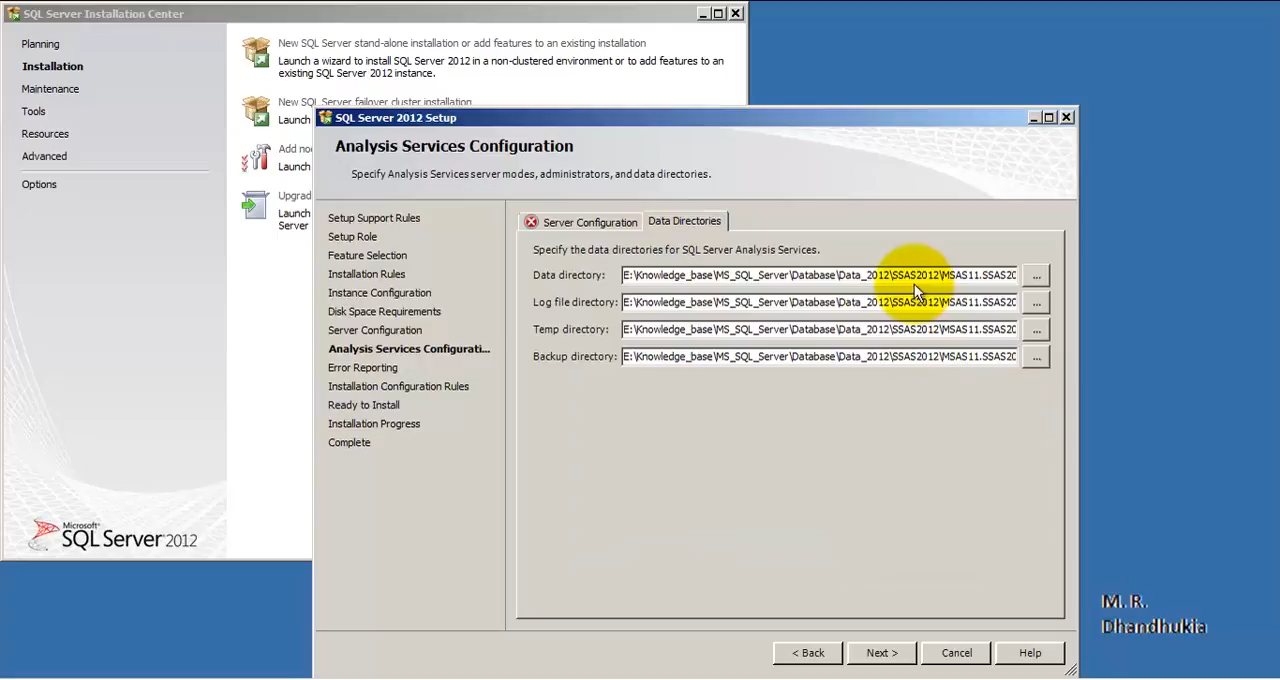 SQL Server Installation Center
Planning
Installation
Maintenance
Tools
Resources
Advanced
Options
New SQL Server stand-alone installation or add features to an existing installation
Launch a wizard to install SQL Server 2012 in a non-clustered environment or to add features to an
existing SQL Server 2012 instance.
New SQL Server failover cluster installation
Launch
Add no
Launch
Upgrad
Launch
Server
Microsoft
SQL Server 2012
SQL Server 2012 Setup
Analysis Services Configuration
Specify Analysis Services server modes, administrators, and data directories.
Setup Support Rules
Setup Role
Feature Selection
Installation Rules
Instance Configuration
Disk Space Requirements
Server Configuration
Analysis Services Configurati...
Error Reporting
Installation Configuration Rules
Ready to Install
Installation Progress
Complete
Server Configuration
Data Directories
Specify the data directories for SQL Server Analysis Services.
Data directory: E:\Knowledge_base\MS_SQL_Server\Database\Data_2012\SSAS2012\MSAS11.SSAS20 ...
Log file directory: E:\Knowledge_base\MS_SQL_Server\Database\Data_2012\SSAS2012\MSAS11.SSAS20 ...
Temp directory: E:\Knowledge_base\MS_SQL_Server\Database\Data_2012\SSAS2012\MSAS11.SSAS20 ...
Backup directory: E:\Knowledge_base\MS_SQL_Server\Database\Data_2012\SSAS2012\MSAS11.SSAS20 ...
< Back Next > Cancel Help
M. R.
Dhandhukia